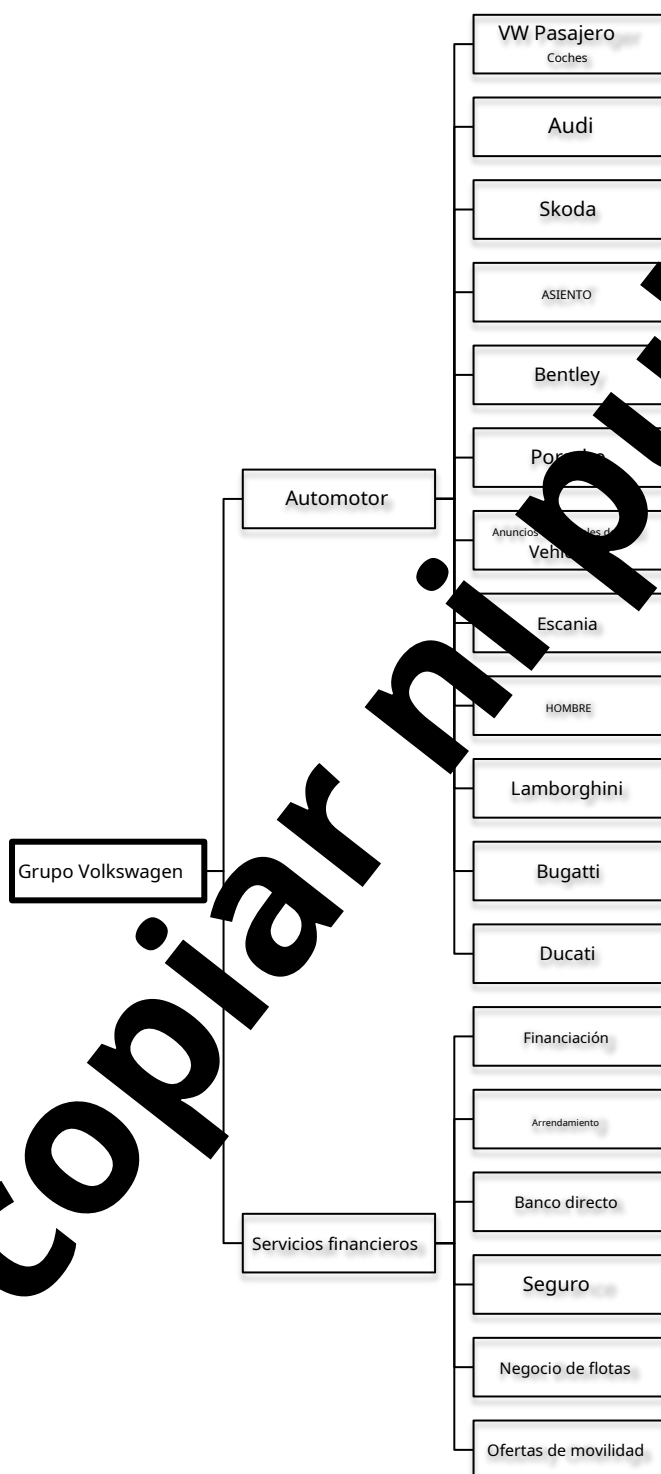 VW Pasajero
Coches
Audi
Skoda
ASIENTO
Bentley
Automotor
Anuncios
Escania
HOMBRE
Lamborghini
Grupo Volkswagen
Bugatti
Ducati
Financiación
Arrendamiento
Banco directo
Servicios financieros
Seguro
Negocio de flotas
Ofertas de movilidad
copiar ni